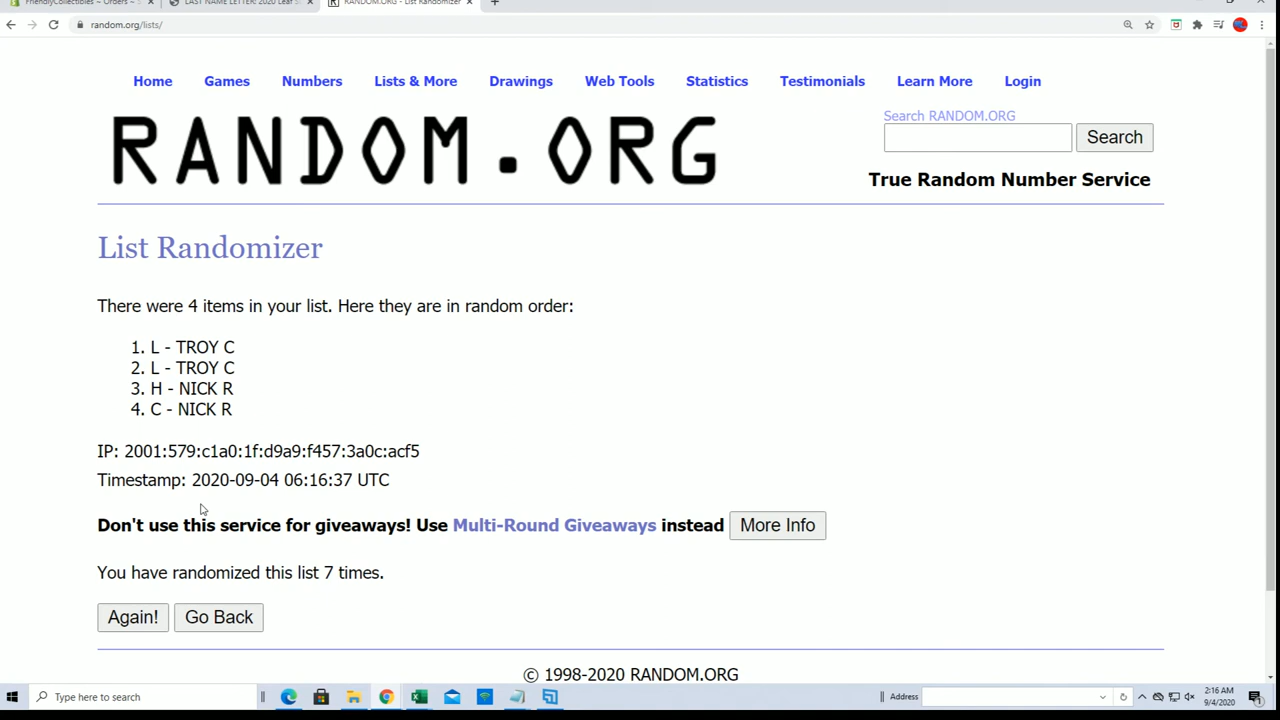 FriendlyCollectibles ~ Orders ~
LAST NAME LETTER: 2020 Leaf
RANDOM.ORG - List Randomizer
random.org/lists/
Home Games Numbers Lists & More Drawings Web Tools Statistics Testimonials Learn More Login
RANDOM.ORG
Search RANDOM.ORG
Search
True Random Number Service
List Randomizer
There were 4 items in your list. Here they are in random order:
1. L - TROY C
2. L - TROY C
3. H - NICK R
4. C - NICK R
IP: 2001:579:c1a0:1f:d9a9:f457:3a0c:acf5
Timestamp: 2020-09-04 06:16:37 UTC
Don't use this service for giveaways! Use Multi-Round Giveaways instead More Info
You have randomized this list 7 times.
Again! Go Back
© 1998-2020 RANDOM.ORG
Type here to search
Address
2:16 AM
9/4/2020